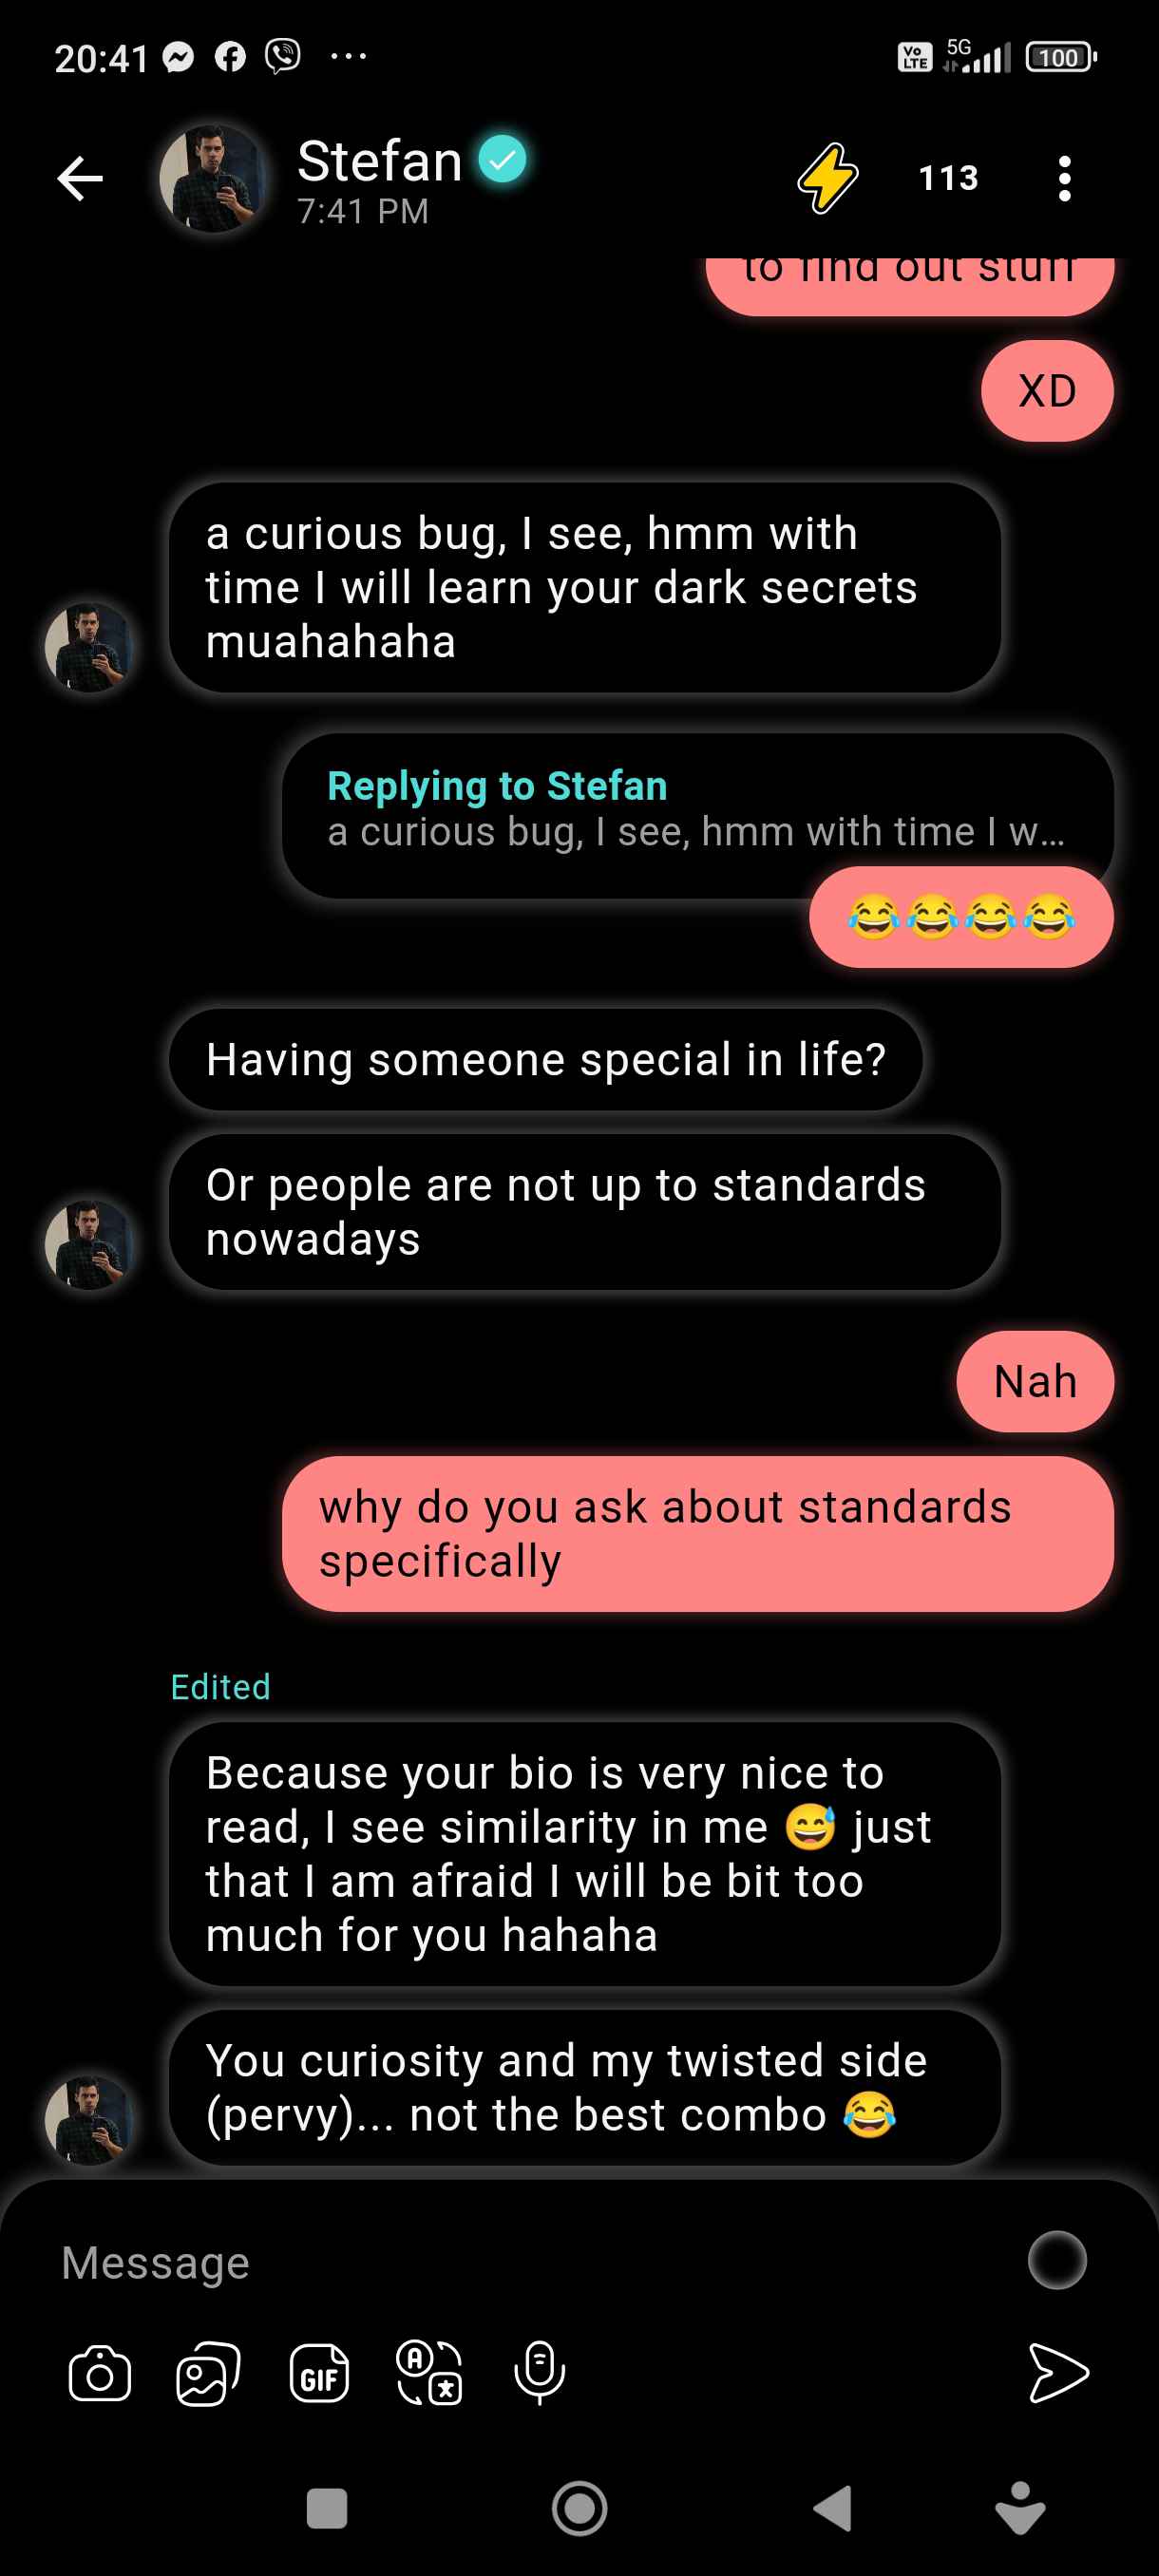 20:41 ...
Vo LTE 5G 100
Stefan
7:41 PM
113
to find out stuff
XD
a curious bug, I see, hmm with
time I will learn your dark secrets
muahahaha
Replying to Stefan
a curious bug, I see, hmm with time I w...
😂😂😂😂
Having someone special in life?
Or people are not up to standards
nowadays
Nah
why do you ask about standards
specifically
Edited
Because your bio is very nice to
read, I see similarity in me 😅 just
that I am afraid I will be bit too
much for you hahaha
You curiosity and my twisted side
(pervy)... not the best combo 😂
Message
GIF A